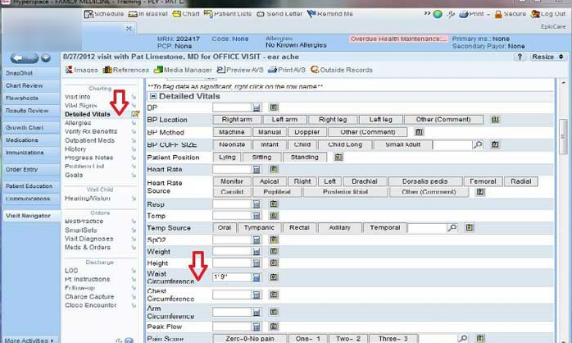 Hyperspace - FAMILY MEDICINE - Training - PLY - PAT L
Schedule In Basket Chart Patient Lists Send Letter Remind Me Print Secure Log Out
EpicCare
MRN: 202417 Code: None Allergies: Overdue Health Maintenance: Primary Ins.: None
PCP: None No Known Allergies Secondary Payor: None
8/27/2012 visit with Pat Limestone, MD for OFFICE VISIT - ear ache ? Resize
Images References Media Manager Preview AVS Print AVS Outside Records
SnapShot
Chart Review
Flowsheets
Results Review
Growth Chart
Medications
Immunizations
Order Entry
Patient Education
Communications
Visit Navigator
More Activities
Charting
Visit Info
Vital Signs
Detailed Vitals
Allergies
Verify Rx Benefits
Outpatient Meds
History
Progress Notes
Problem List
Goals
Well Child
Hearing/Vision
Orders
BestPractice
SmartSets
Visit Diagnoses
Meds & Orders
Discharge
LOS
Pt Instructions
Follow-up
Charge Capture
Close Encounter
**To flag data as significant, right click on the row name**
Detailed Vitals
BP
BP Location Right arm Left arm Right leg Left leg Other (Comment)
BP Method Machine Manual Doppler Other (Comment)
BP CUFF SIZE Neonate Infant Child Child Long Small Adult
Patient Position Lying Sitting Standing
Heart Rate
Heart Rate Source Monitor Apical Right Left Brachial Dorsalis pedis Femoral Radial
Carotid Popliteal Posterior tibial Other (Comment)
Resp
Temp
Temp Source Oral Tympanic Rectal Axillary Temporal
SpO2
Weight
Height
Waist Circumference 1' 9"
Chest Circumference
Arm Circumference
Peak Flow
Pain Score Zero-0-No pain One- 1 Two- 2 Three- 3